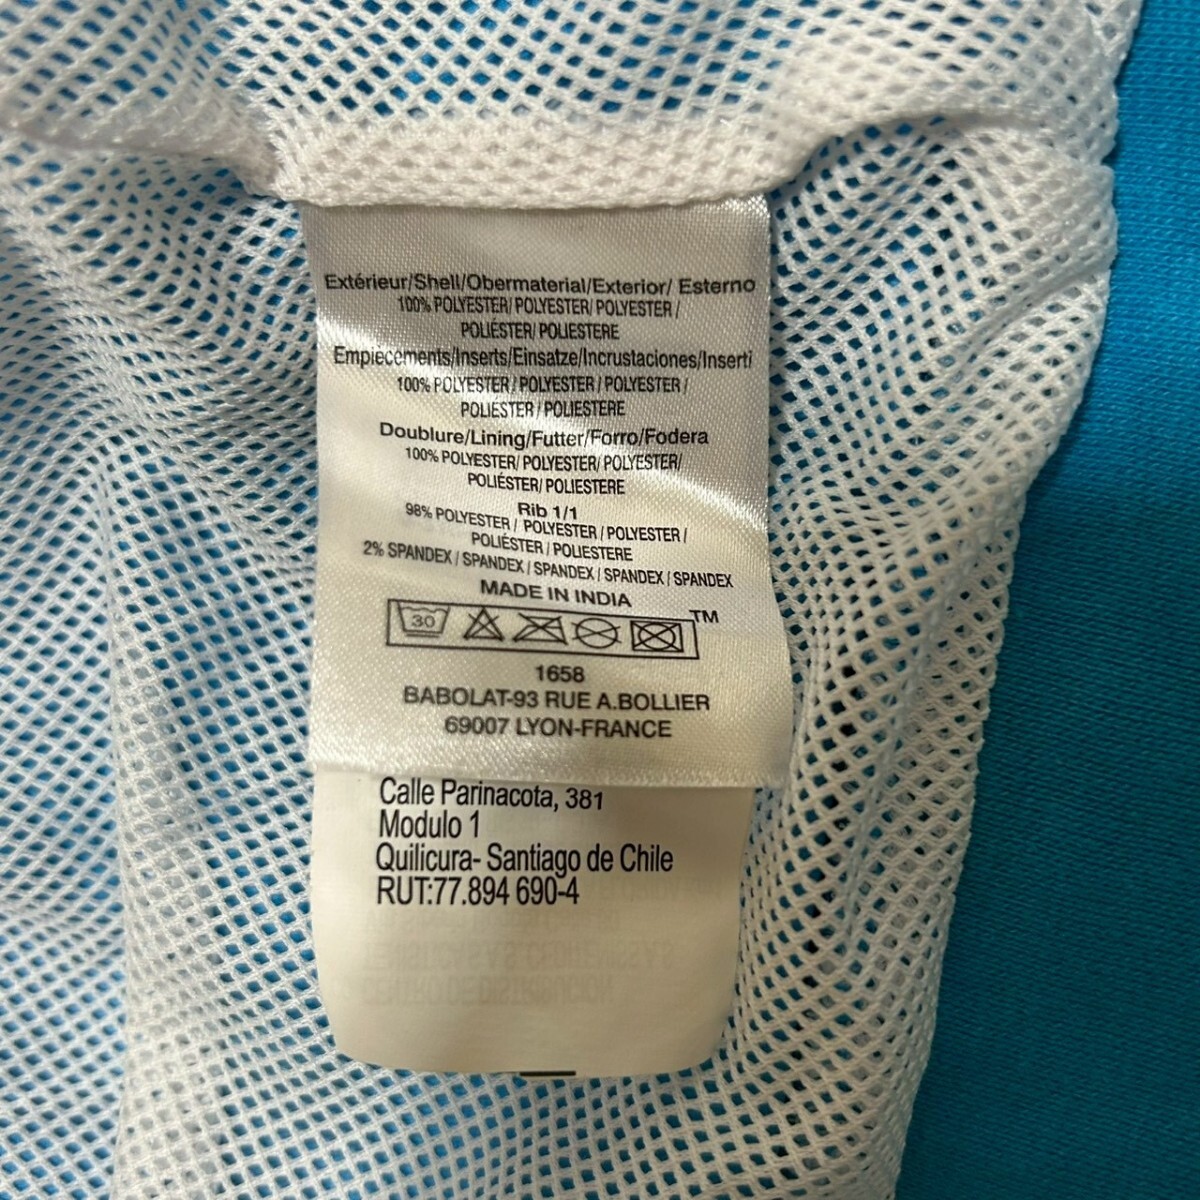 Extérieur/Shell/Obermaterial/Exterior/ Esterno
100% POLYESTER/ POLYESTER/ POLYESTER /
POLIÉSTER/ POLIESTERE
Empiècements/Inserts/Einsatze/Incrustaciones/Inserti
100% POLYESTER / POLYESTER / POLYESTER /
POLIÉSTER / POLIESTERE
Doublure/Lining/Futter/Forro/Fodera
100% POLYESTER/ POLYESTER/ POLYESTER/
POLIÉSTER/ POLIESTERE
Rib 1/1
98% POLYESTER / POLYESTER / POLYESTER /
POLIÉSTER / POLIESTERE
2% SPANDEX / SPANDEX / SPANDEX / SPANDEX / SPANDEX
MADE IN INDIA
30 TM
1658
BABOLAT-93 RUE A.BOLLIER
69007 LYON-FRANCE
Calle Parinacota, 381
Modulo 1
Quilicura- Santiago de Chile
RUT:77.894 690-4